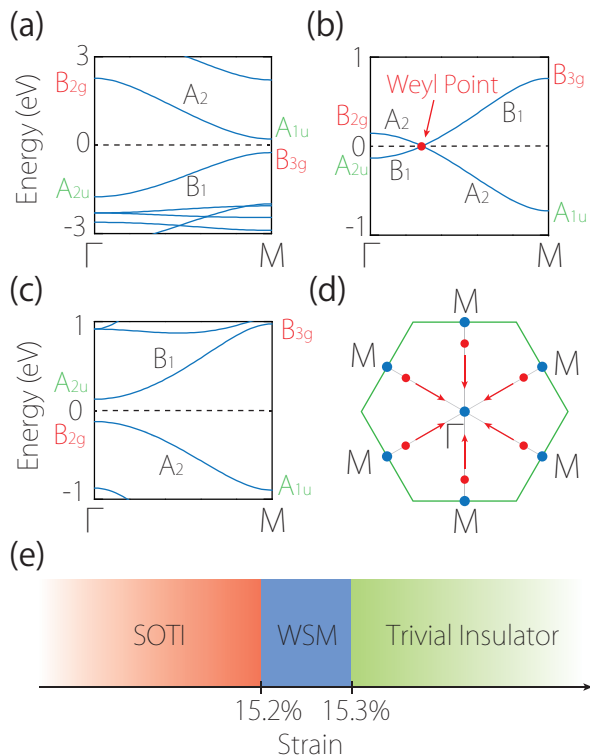 (a)
3
0
-3
Energy (eV)
B2g
A2
A1u
B3g
B1
A2u
Γ
M
(b)
1
0
-1
Weyl Point
B3g
B1
B2g
A2
A2u
B1
A2
A1u
Γ
M
(c)
1
0
-1
Energy (eV)
B3g
B1
A2u
B2g
A2
A1u
Γ
M
(d)
M
M
M
Γ
M
M
M
(e)
SOTI
WSM
Trivial Insulator
15.2%
15.3%
Strain